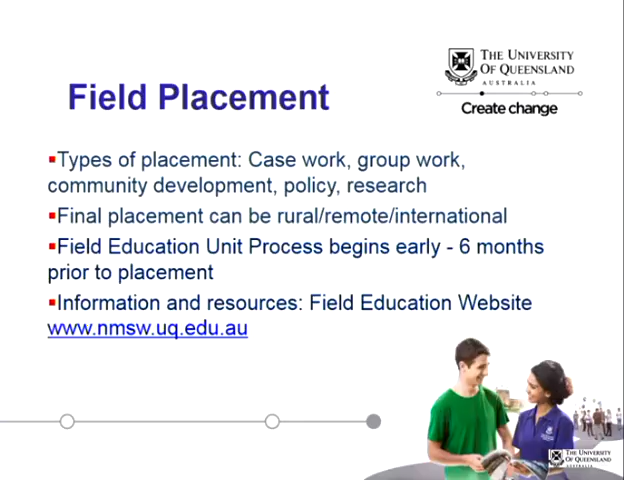 THE UNIVERSITY
OF QUEENSLAND
AUSTRALIA
Create change
Field Placement
Types of placement: Case work, group work,
community development, policy, research
Final placement can be rural/remote/international
Field Education Unit Process begins early - 6 months
prior to placement
Information and resources: Field Education Website
www.nmsw.uq.edu.au
THE UNIVERSITY
OF QUEENSLAND
AUSTRALIA